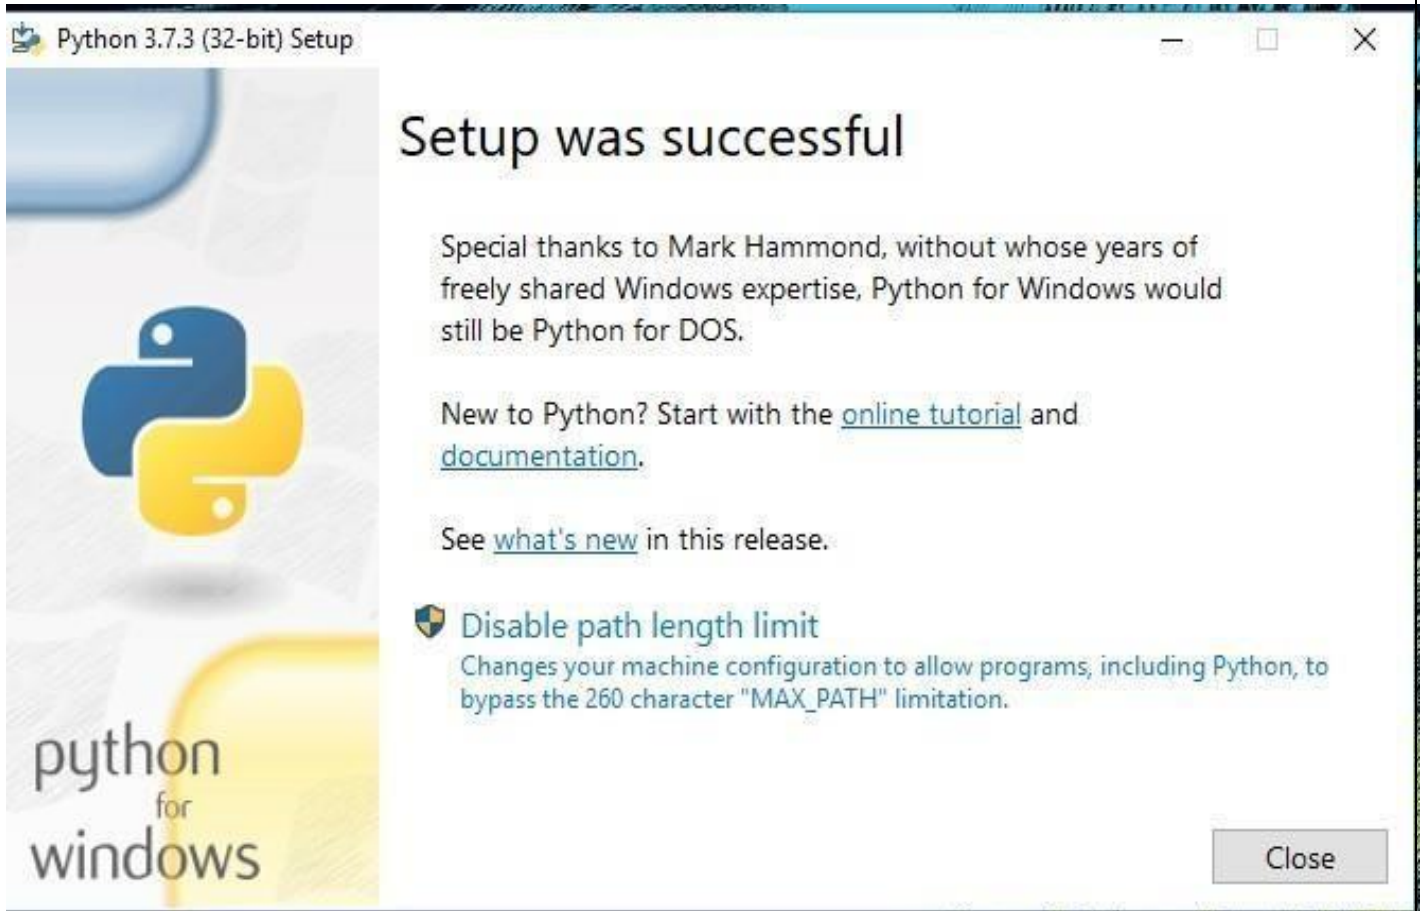 Python 3.7.3 (32-bit) Setup
Setup was successful
Special thanks to Mark Hammond, without whose years of
freely shared Windows expertise, Python for Windows would
still be Python for DOS.
New to Python? Start with the online tutorial and
documentation.
See what's new in this release.
Disable path length limit
Changes your machine configuration to allow programs, including Python, to
bypass the 260 character "MAX_PATH" limitation.
python
for
windows
Close